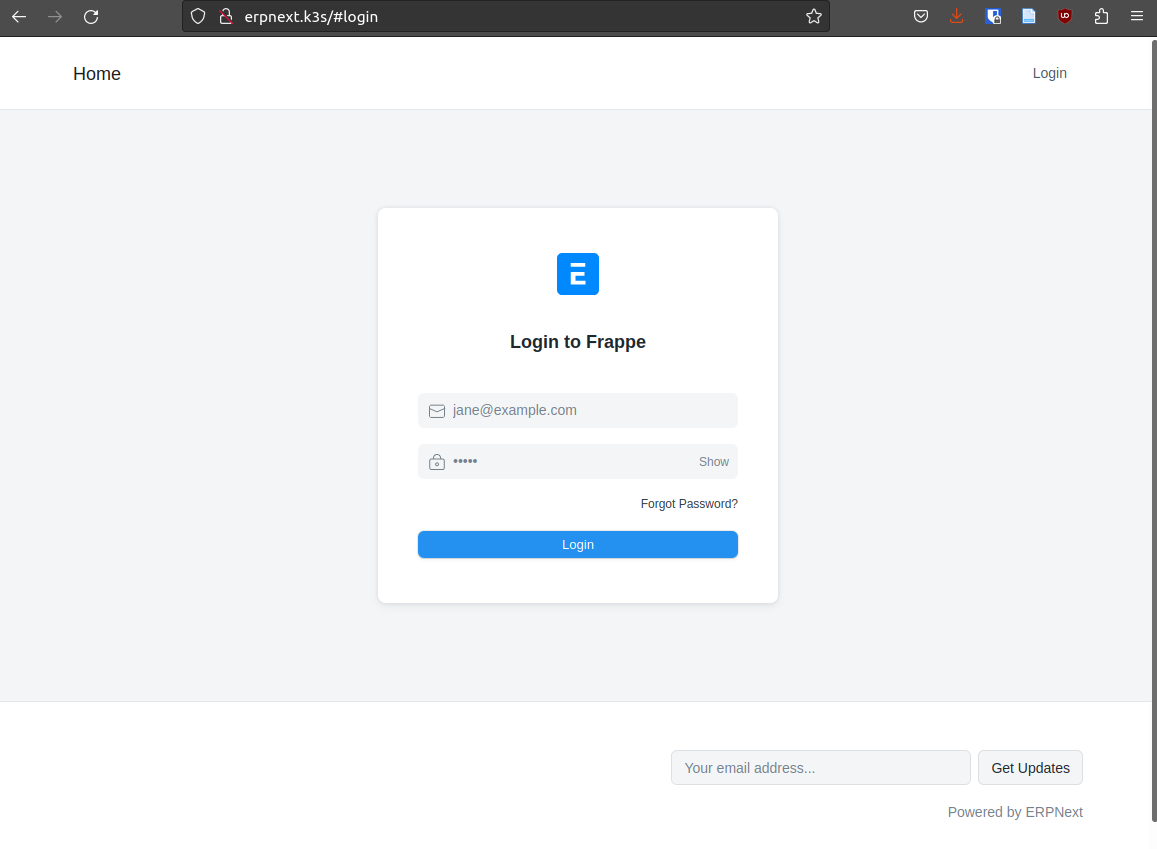 erpnext.k3s/#login
Home
Login
E
Login to Frappe
jane@example.com
•••••
Show
Forgot Password?
Login
Your email address...
Get Updates
Powered by ERPNext